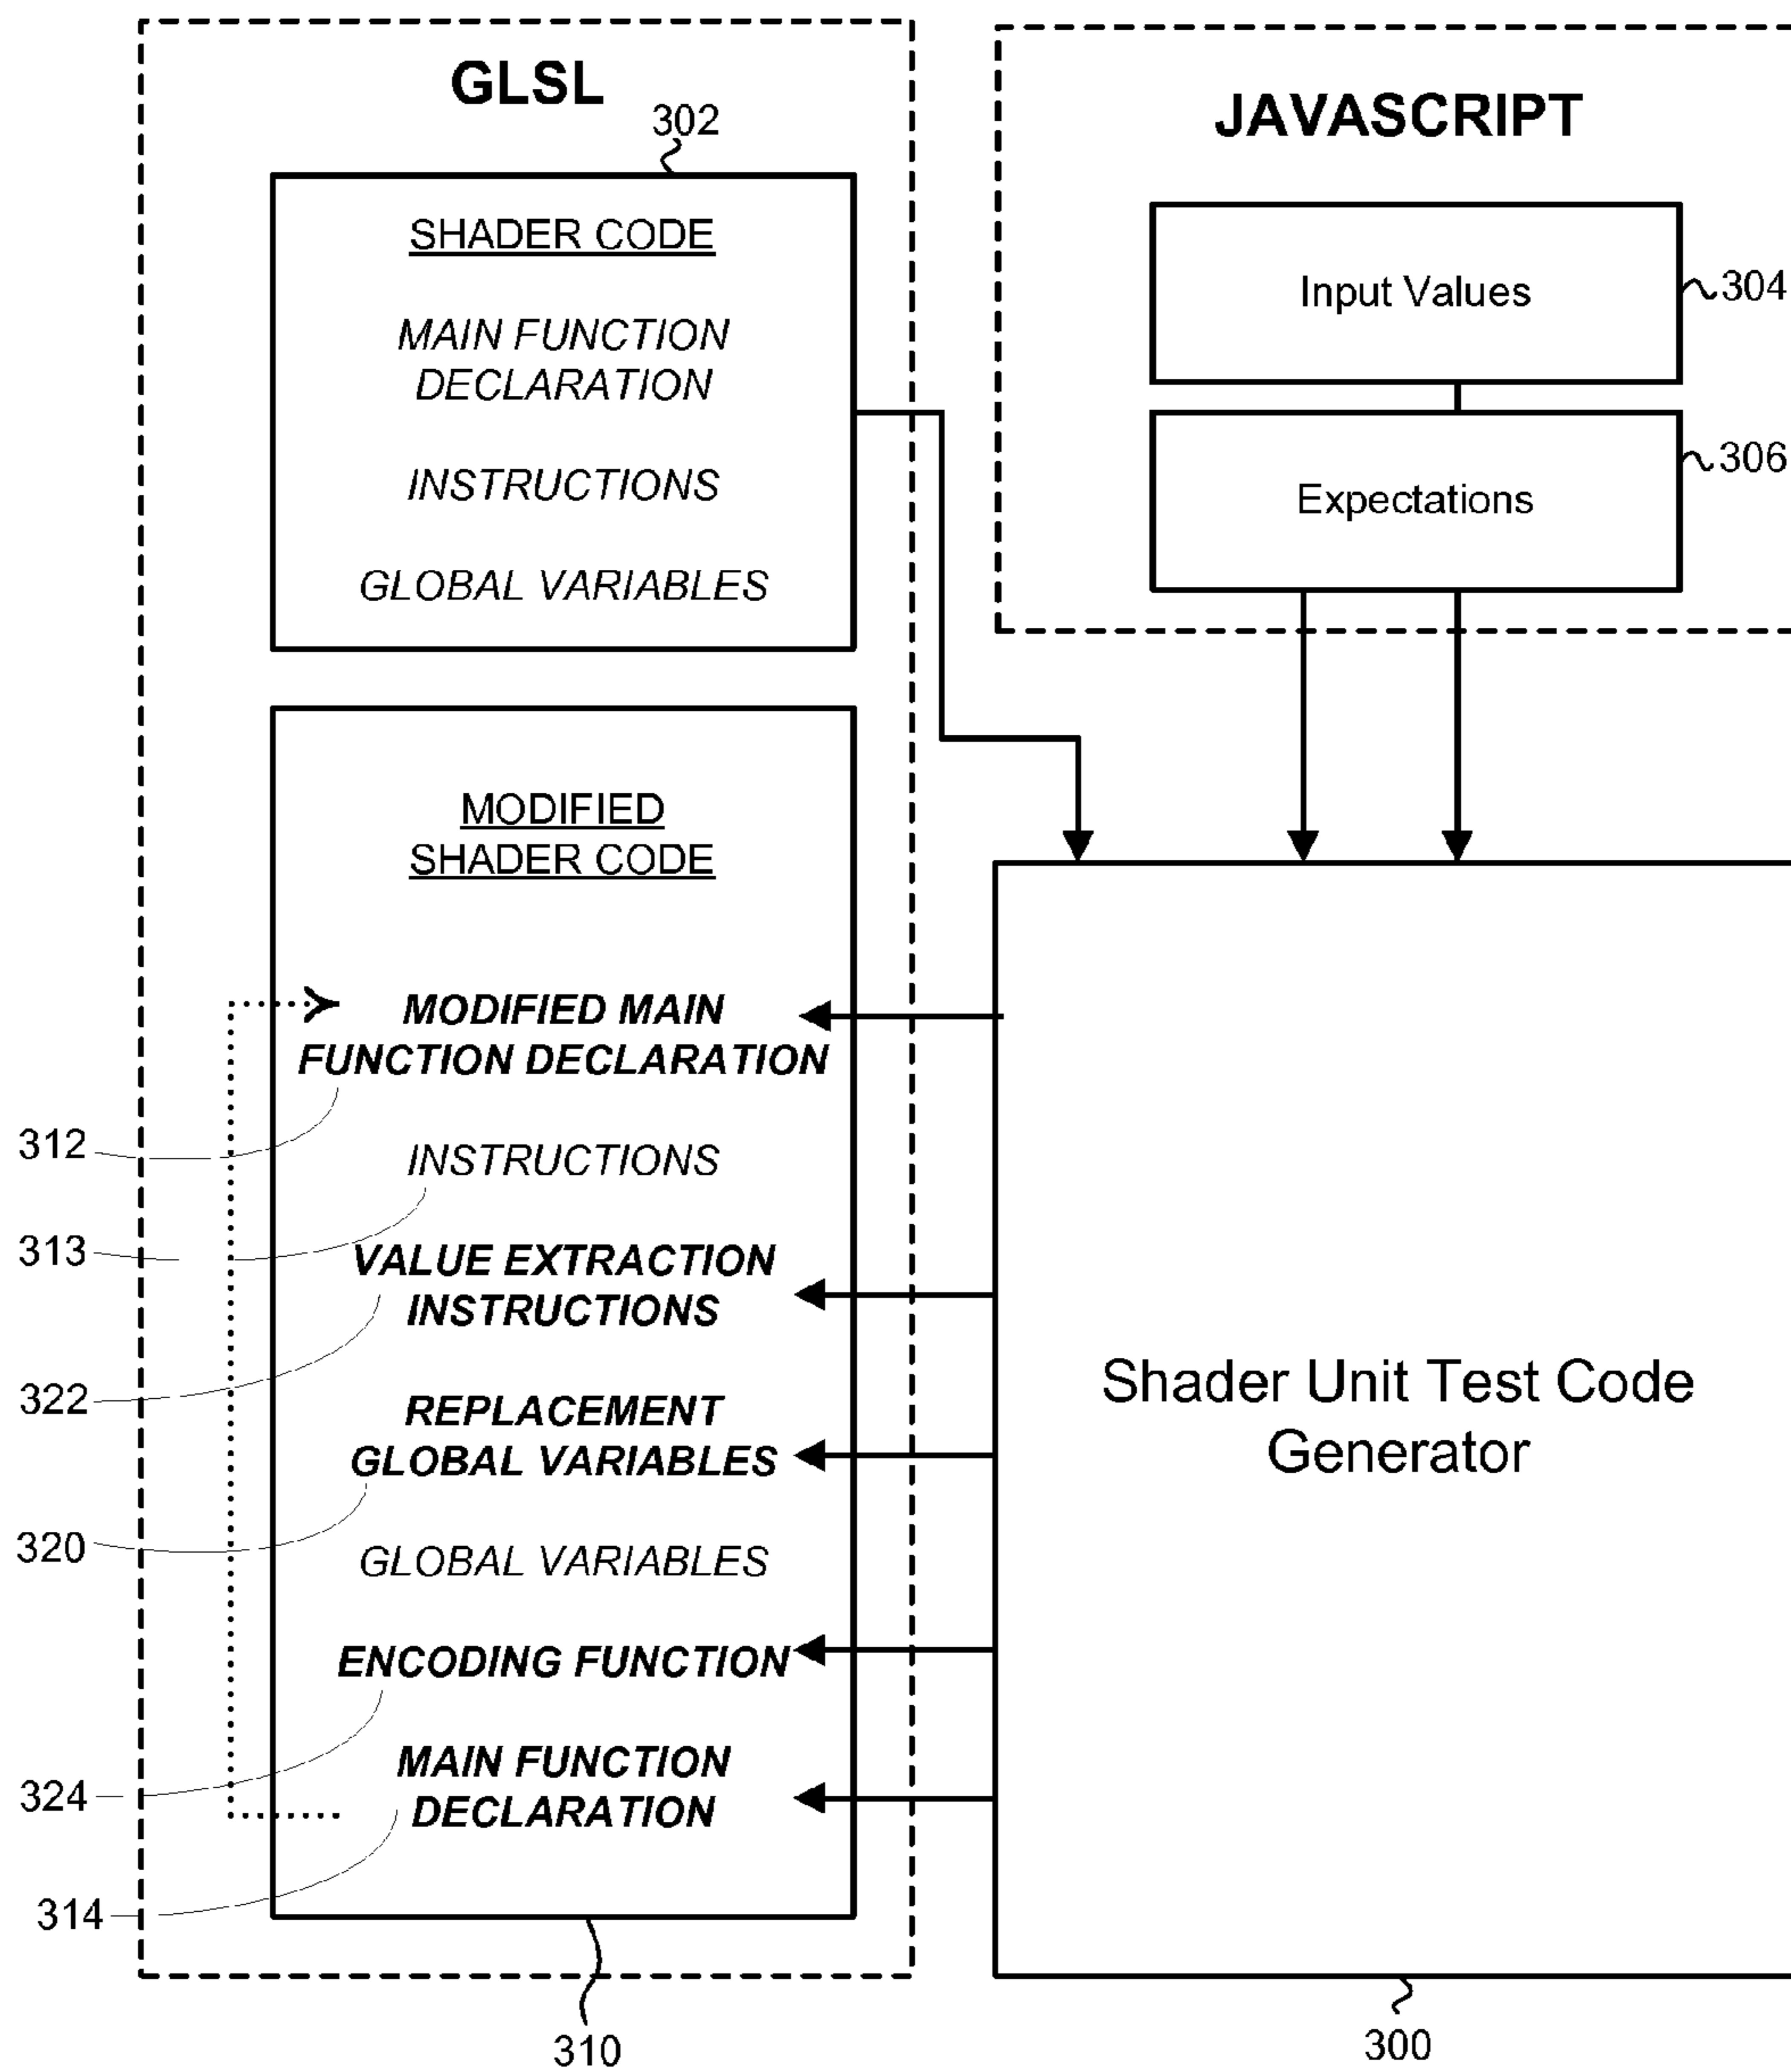 GLSL
302
SHADER CODE
MAIN FUNCTION
DECLARATION
INSTRUCTIONS
GLOBAL VARIABLES
JAVASCRIPT
Input Values
304
Expectations
306
MODIFIED
SHADER CODE
MODIFIED MAIN
FUNCTION DECLARATION
312
INSTRUCTIONS
313
VALUE EXTRACTION
INSTRUCTIONS
322
REPLACEMENT
GLOBAL VARIABLES
320
GLOBAL VARIABLES
ENCODING FUNCTION
324
MAIN FUNCTION
DECLARATION
314
310
Shader Unit Test Code
Generator
300